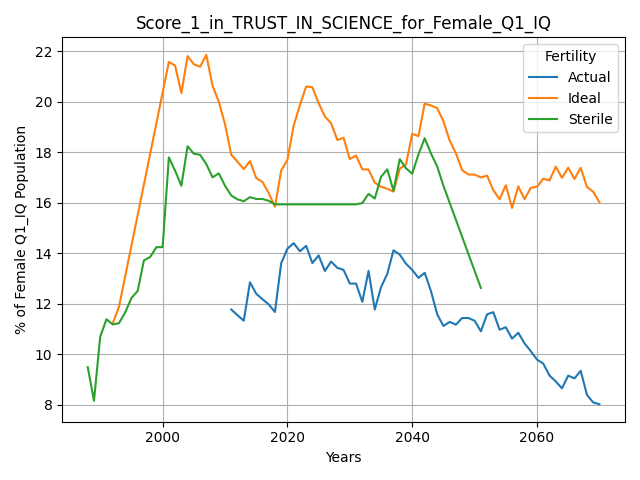 Score_1_in_TRUST_IN_SCIENCE_for_Female_Q1_IQ
Fertility
Actual
Ideal
Sterile
% of Female Q1_IQ Population
22
20
18
16
14
12
10
8
2000 2020 2040 2060
Years